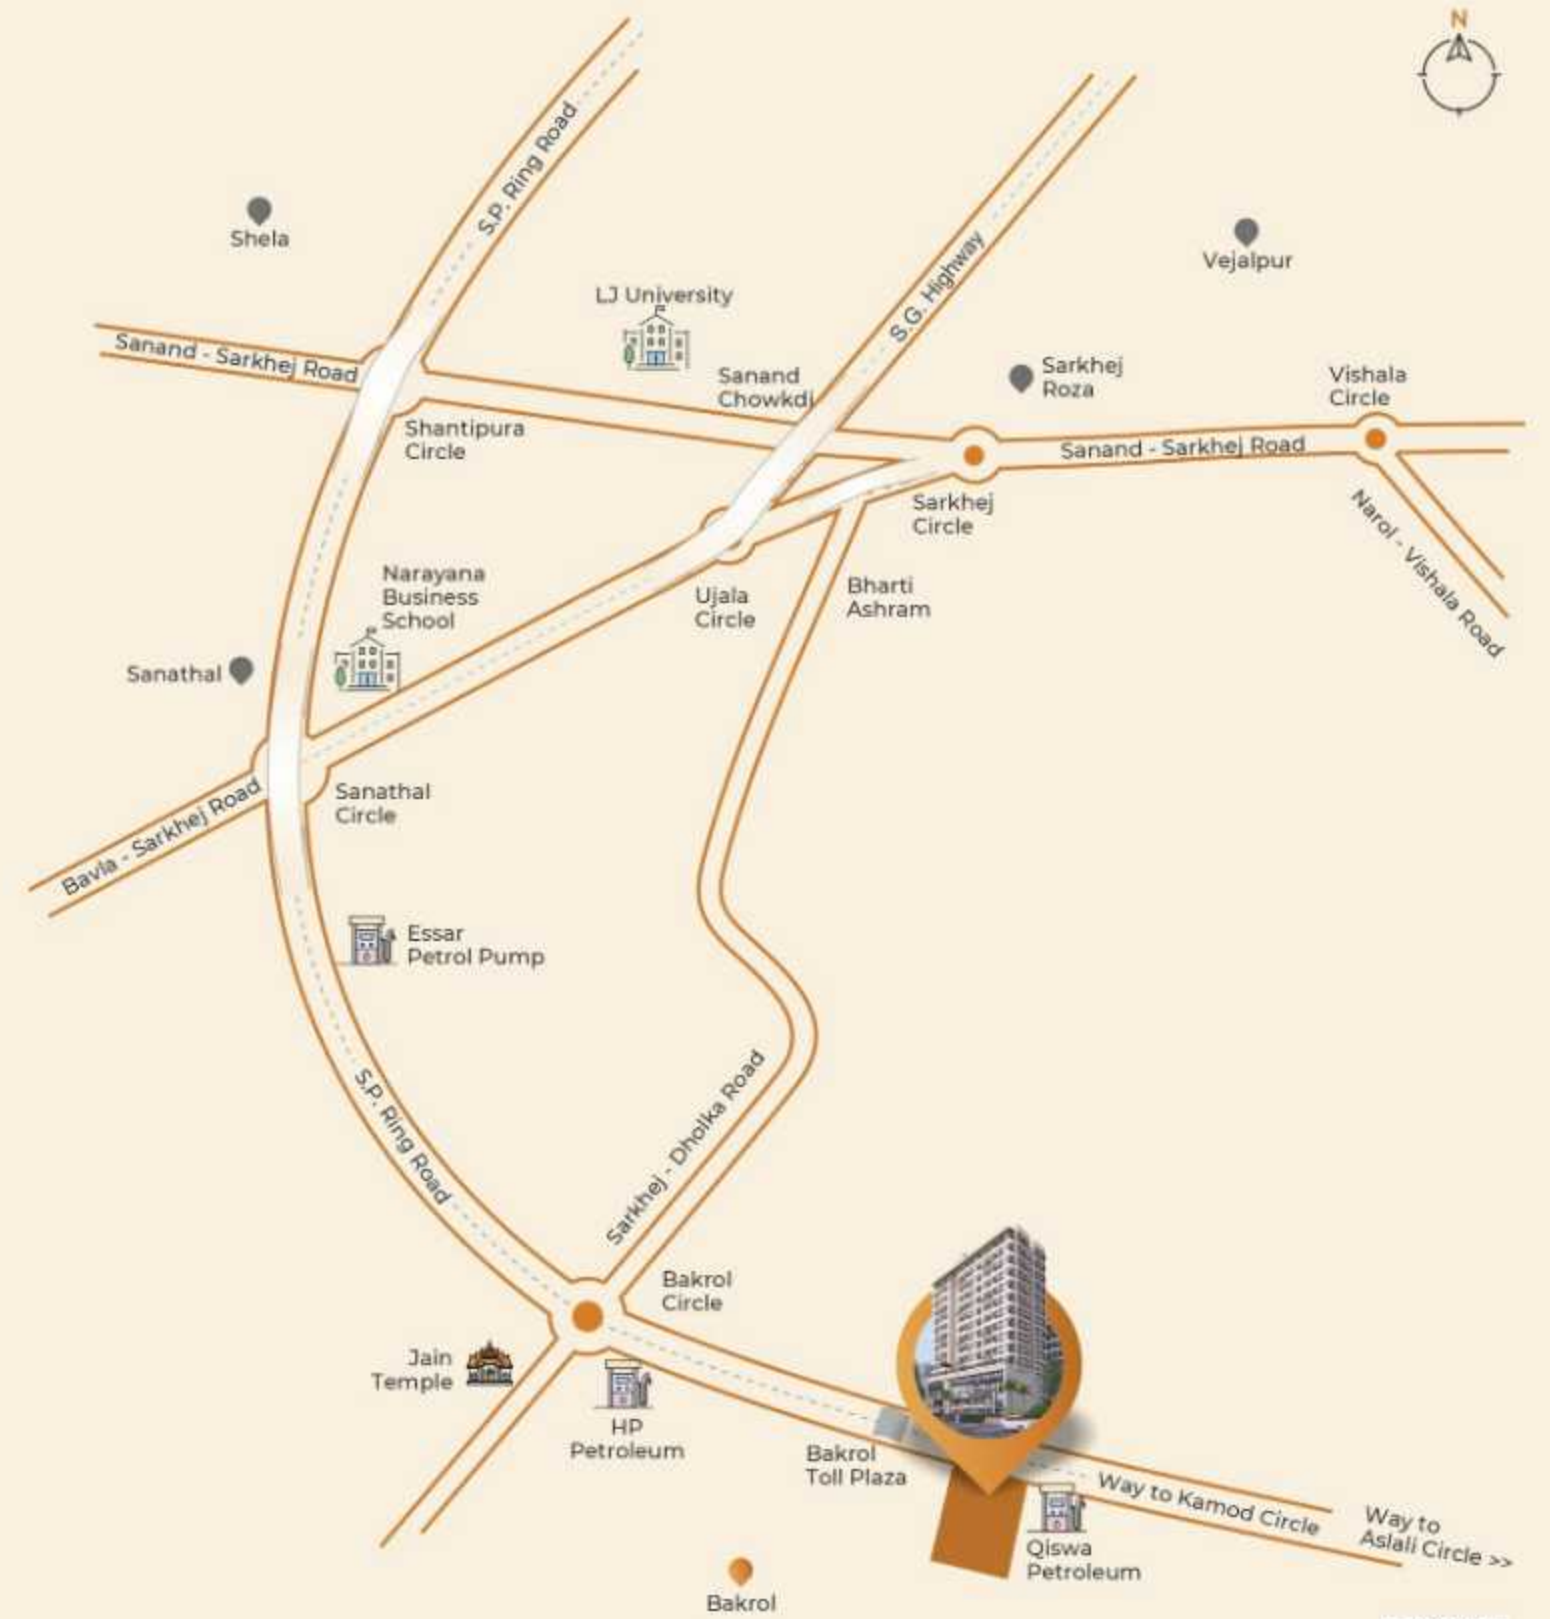 N
S.P. Ring Road
Shela
Vejalpur
S.G. Highway
LJ University
Sanand - Sarkhej Road
Sanand
Chowkdi
Sarkhej
Roza
Vishala
Circle
Shantipura
Circle
Sanand - Sarkhej Road
Sarkhej
Circle
Narol - Vishala Road
Narayana
Business
School
Ujala
Circle
Bharti
Ashram
Sanathal
Sanathal
Circle
Bavla - Sarkhej Road
Essar
Petrol Pump
S.P. Ring Road
Sarkhej - Dholka Road
Bakrol
Circle
Jain
Temple
HP
Petroleum
Bakrol
Toll Plaza
Way to Kamod Circle
Way to
Aslali Circle >>
Qiswa
Petroleum
Bakrol